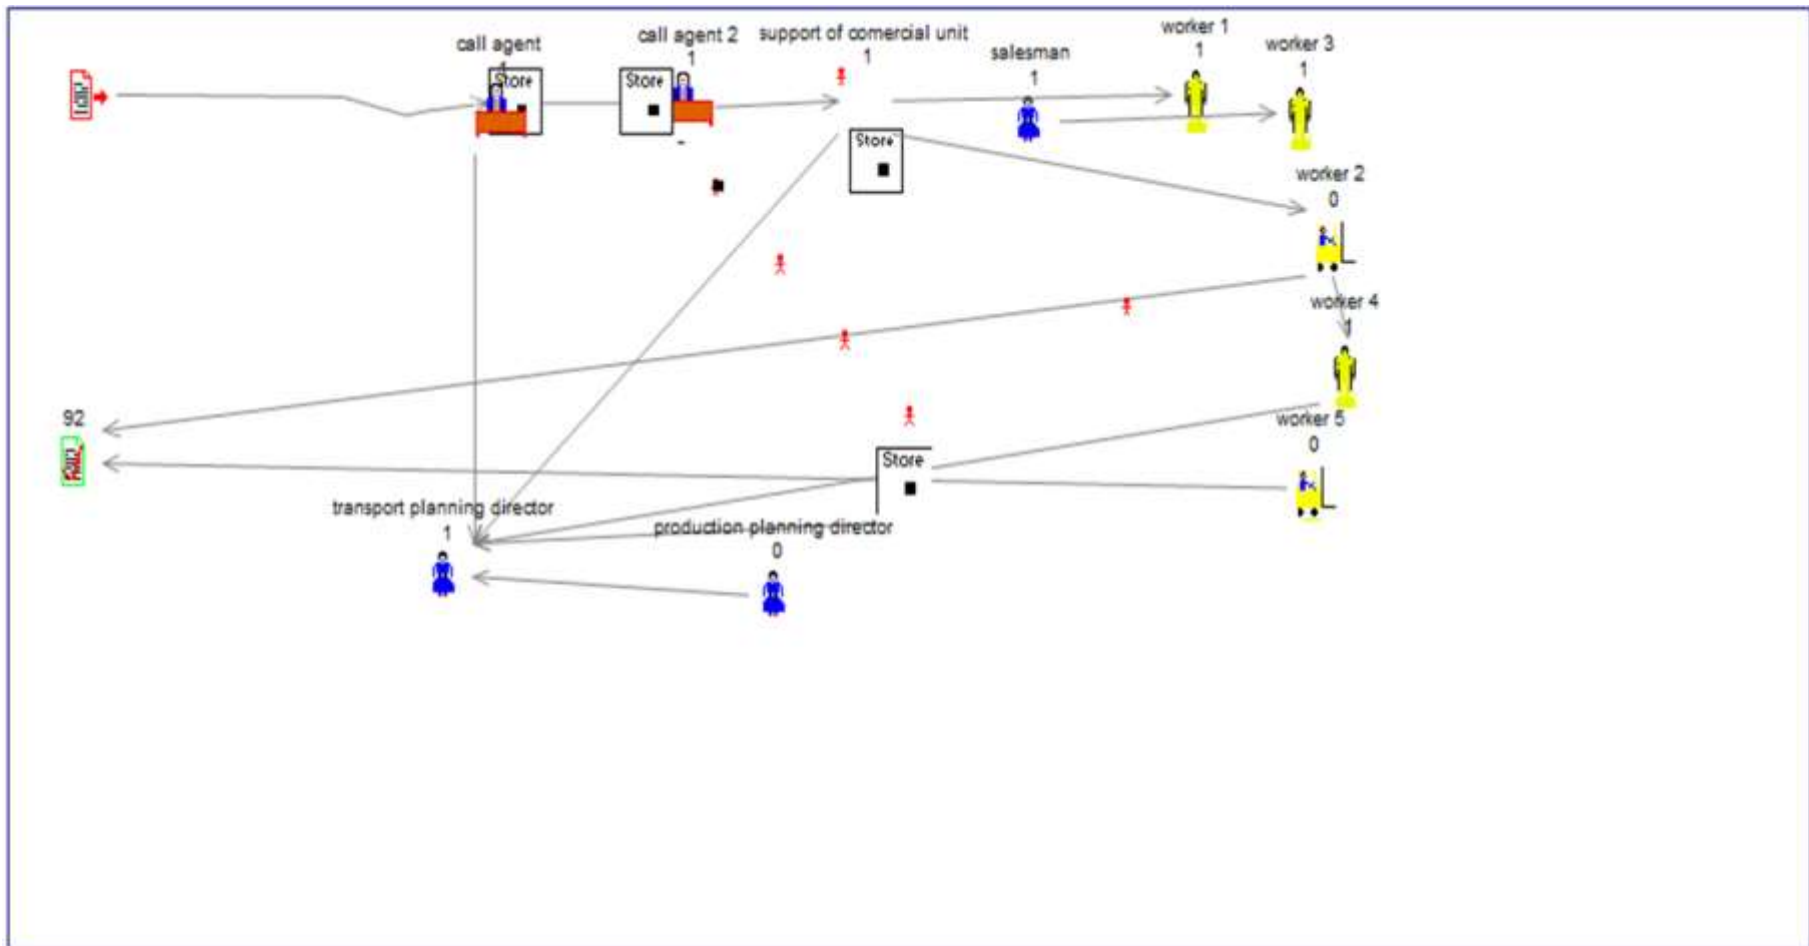 call agent
1
Store
call agent 2
1
Store
support of comercial unit
1
Store
salesman
1
worker 1
1
worker 3
1
worker 2
0
worker 4
1
92
worker 5
0
Store
transport planning director
1
production planning director
0